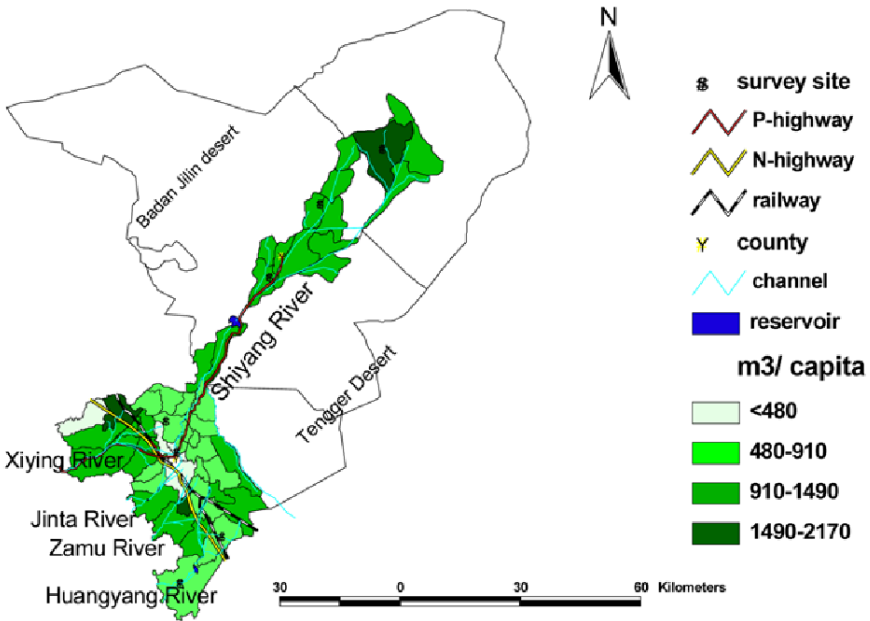 N
survey site
P-highway
N-highway
railway
Y county
channel
reservoir
m3/ capita
<480
480-910
910-1490
1490-2170
Badan Jilin desert
Shiyang River
Tengger Desert
Xiying River
Jinta River
Zamu River
Huangyang River
30 0 30 60 Kilometers